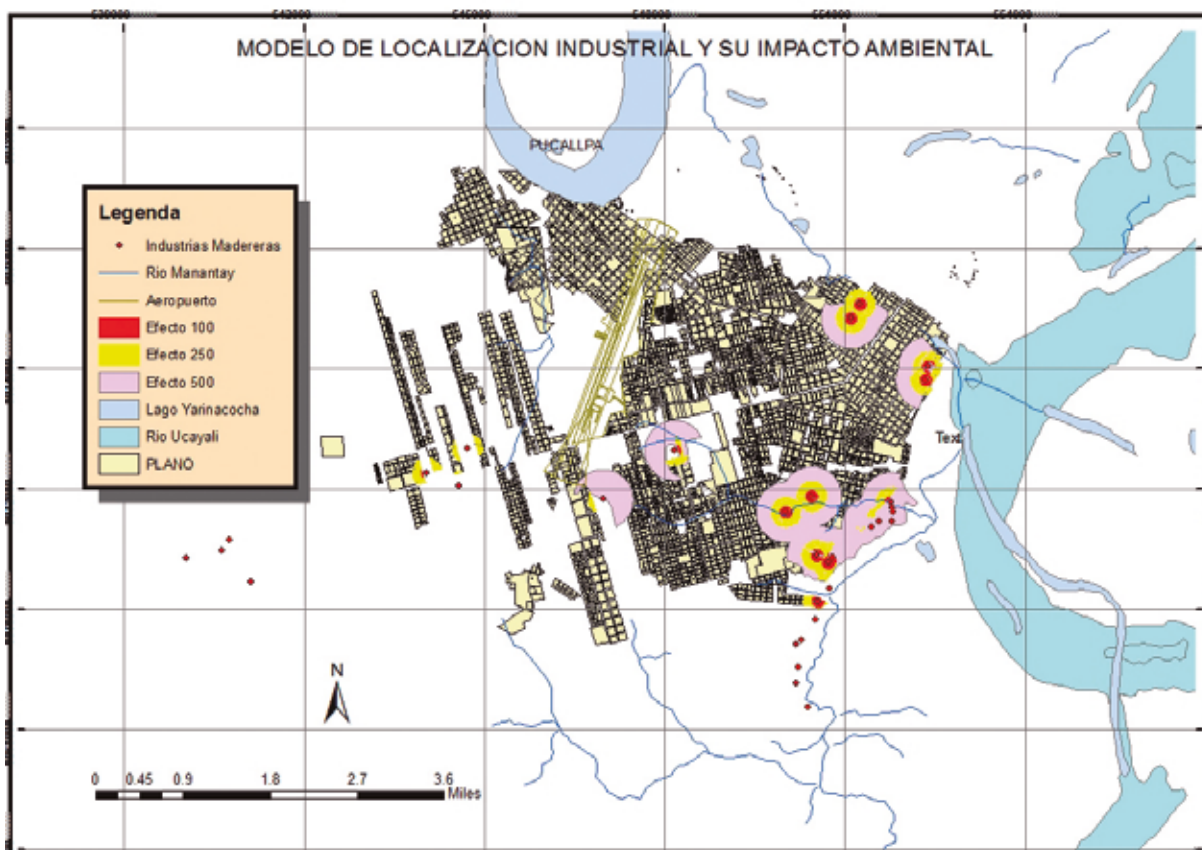 MODELO DE LOCALIZACION INDUSTRIAL Y SU IMPACTO AMBIENTAL
PUCALLPA
Legenda
Industrias Madereras
Rio Manantay
Aeropuerto
Efecto 100
Efecto 250
Efecto 500
Lago Yarinacocha
Rio Ucayali
PLANO
Text
N
0 0.45 0.9 1.8 2.7 3.6
Miles